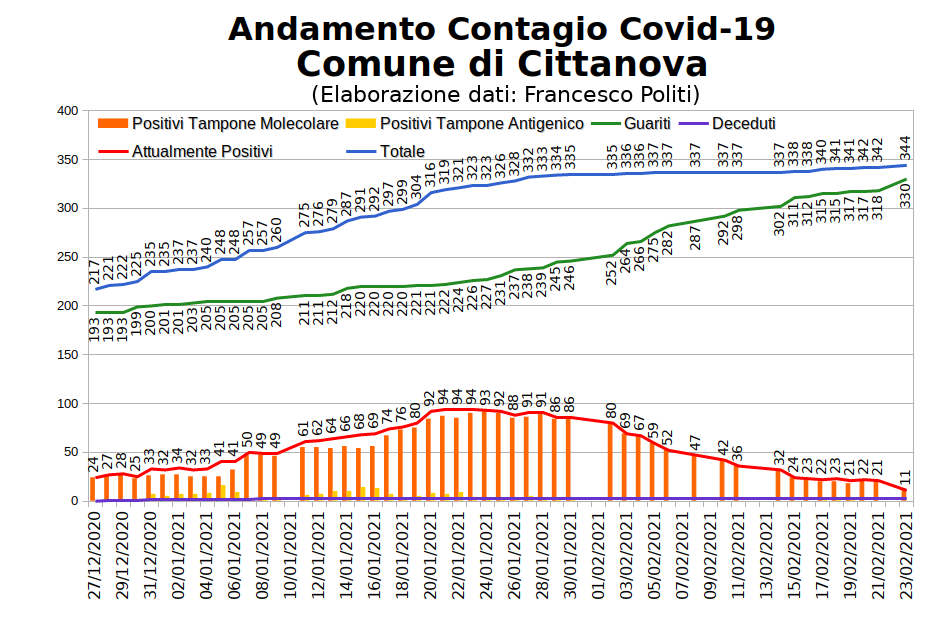 Andamento Contagio Covid-19
Comune di Cittanova
(Elaborazione dati: Francesco Politi)
Positivi Tampone Molecolare Positivi Tampone Antigenico Guariti Deceduti
Attualmente Positivi Totale
400
350
300
250
200
150
100
50
0
217 221 222 225 235 235 237 237 240 248 248 257 257 260 275 276 279 287 291 292 297 299 304 316 319 321 323 323 326 328 332 333 334 335 335 336 336 337 337 337 337 337 337 338 338 340 341 341 342 342 344
193 193 193 199 200 201 201 203 205 205 205 205 205 208 211 211 212 218 220 220 220 220 221 221 222 224 226 227 231 237 238 239 245 246 252 264 266 275 282 287 292 298 302 311 312 315 315 317 317 318 330
24 27 28 25 33 32 34 32 33 41 41 50 49 49 61 62 64 66 68 69 74 76 80 92 94 94 94 93 92 88 91 91 86 86 80 69 67 59 52 47 42 36 32 24 23 22 23 21 22 21 11
27/12/2020 29/12/2020 31/12/2020 02/01/2021 04/01/2021 06/01/2021 08/01/2021 10/01/2021 12/01/2021 14/01/2021 16/01/2021 18/01/2021 20/01/2021 22/01/2021 24/01/2021 26/01/2021 28/01/2021 30/01/2021 01/02/2021 03/02/2021 05/02/2021 07/02/2021 09/02/2021 11/02/2021 13/02/2021 15/02/2021 17/02/2021 19/02/2021 21/02/2021 23/02/2021